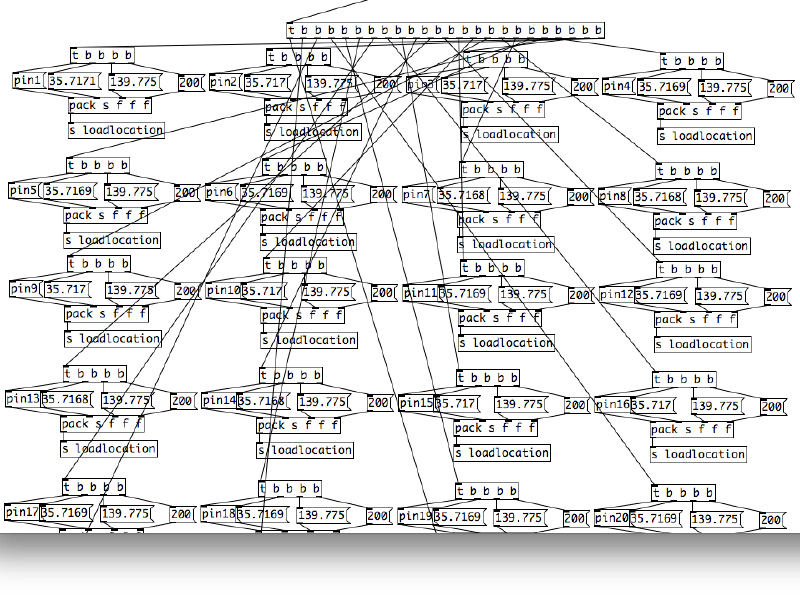 t b b b b b b b b b b b b b b b b b b b b b b
t b b b b t b b b b t b b b b t b b b b
pin1 35.7171 139.775 200 pin2 35.717 139.775 200 pin3 35.717 139.775 200 pin4 35.7169 139.775 200
pack s f f f pack s f f f pack s f f f pack s f f f
s loadlocation s loadlocation s loadlocation s loadlocation
t b b b b t b b b b t b b b b t b b b b
pin5 35.7169 139.775 200 pin6 35.7169 139.775 200 pin7 35.7168 139.775 200 pin8 35.7168 139.775 200
pack s f f f pack s f f f pack s f f f pack s f f f
s loadlocation s loadlocation s loadlocation s loadlocation
t b b b b t b b b b t b b b b t b b b b
pin9 35.717 139.775 200 pin10 35.717 139.775 200 pin11 35.7169 139.775 200 pin12 35.7169 139.775 200
pack s f f f pack s f f f pack s f f f pack s f f f
s loadlocation s loadlocation s loadlocation s loadlocation
t b b b b t b b b b t b b b b t b b b b
pin13 35.7168 139.775 200 pin14 35.7168 139.775 200 pin15 35.717 139.775 200 pin16 35.717 139.775 200
pack s f f f pack s f f f pack s f f f pack s f f f
s loadlocation s loadlocation s loadlocation s loadlocation
t b b b b t b b b b t b b b b t b b b b
pin17 35.7169 139.775 200 pin18 35.7169 139.775 200 pin19 35.7169 139.775 200 pin20 35.7169 139.775 200